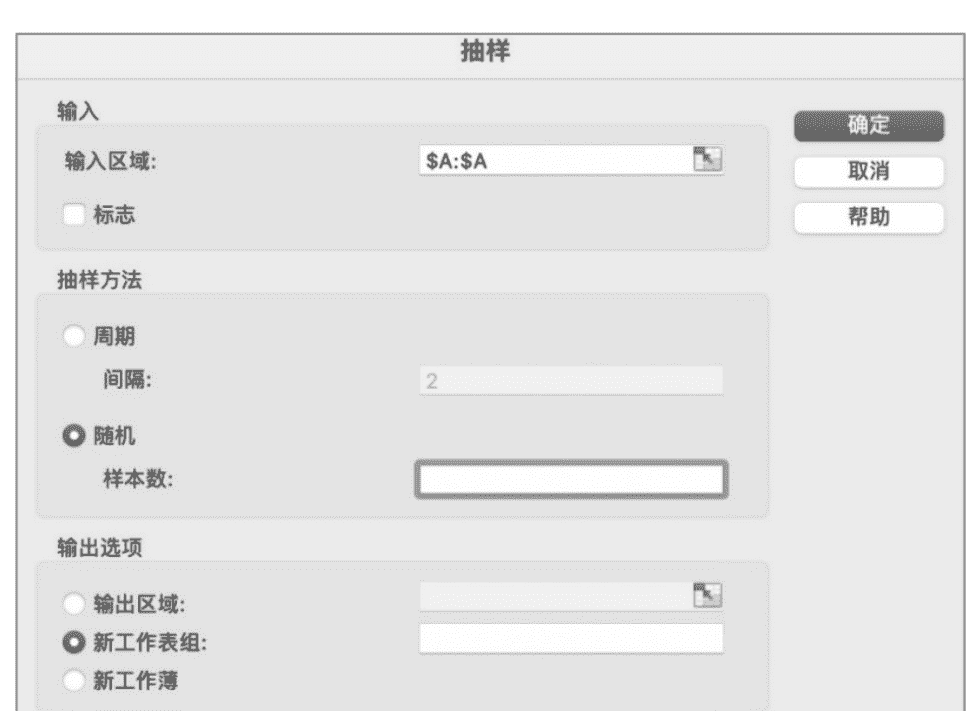 抽样
输入
输入区域: $A:$A
标志
抽样方法
周期
间隔: 2
随机
样本数:
输出选项
输出区域:
新工作表组:
新工作薄
确定
取消
帮助